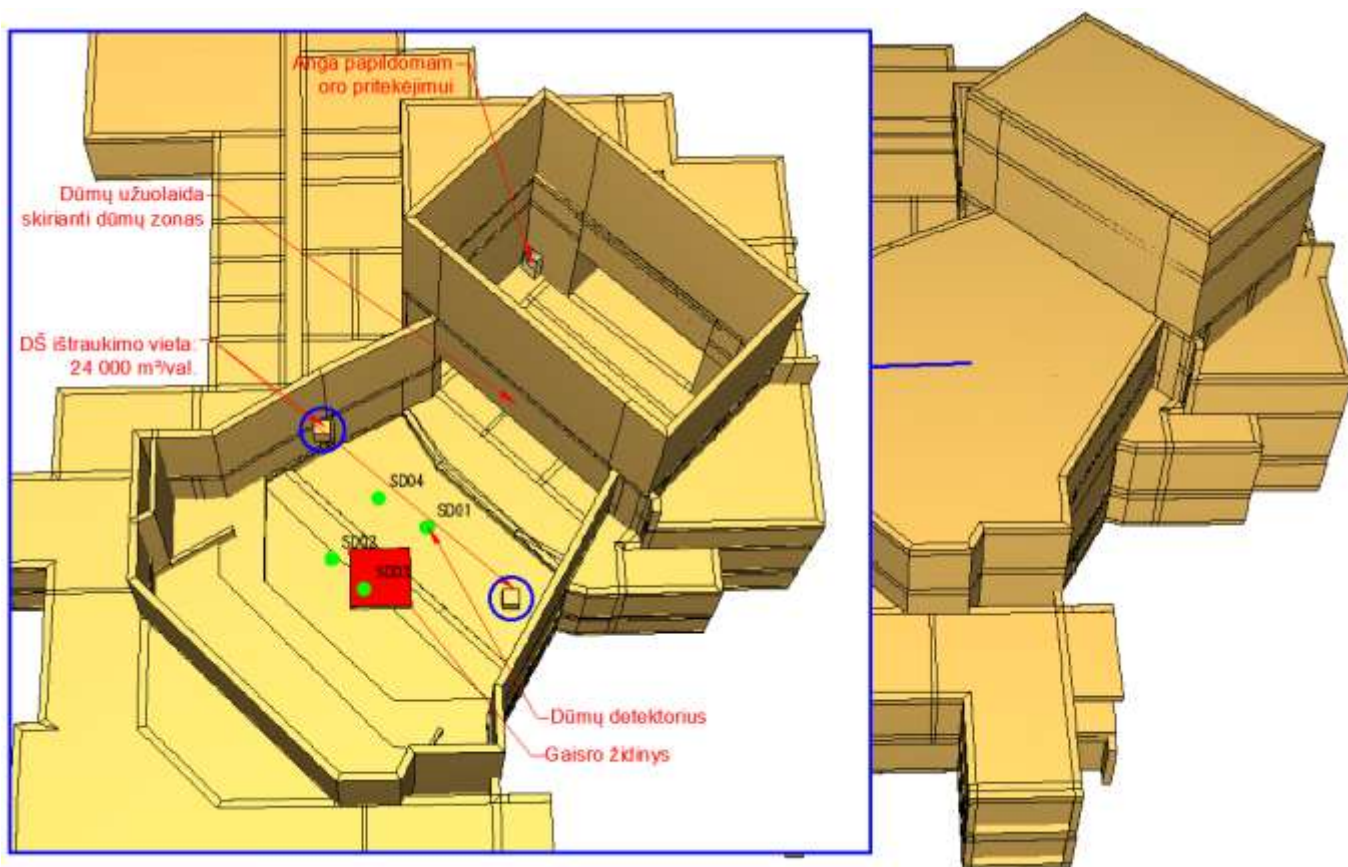 Anga papildomam
oro pritekėjimui
Dūmų užuolaida
skirianti dūmų zonas
DŠ ištraukimo vieta:
24 000 m³/val.
SD04
SD01
SD02
SD03
Dūmų detektorius
Gaisro židinys